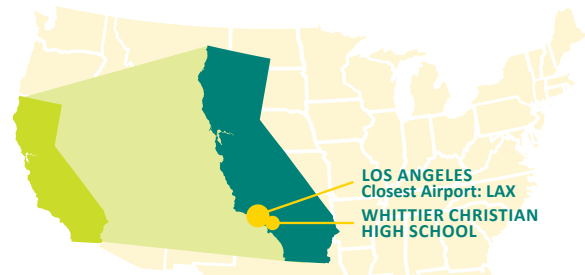 LOS ANGELES
Closest Airport: LAX
WHITTIER CHRISTIAN
HIGH SCHOOL